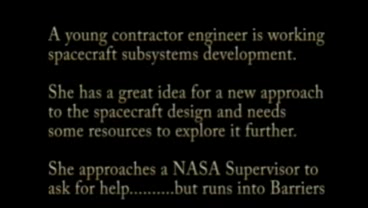 A young contractor engineer is working
spacecraft subsystems development.
She has a great idea for a new approach
to the spacecraft design and needs
some resources to explore it further.
She approaches a NASA Supervisor to
ask for help..........but runs into Barriers